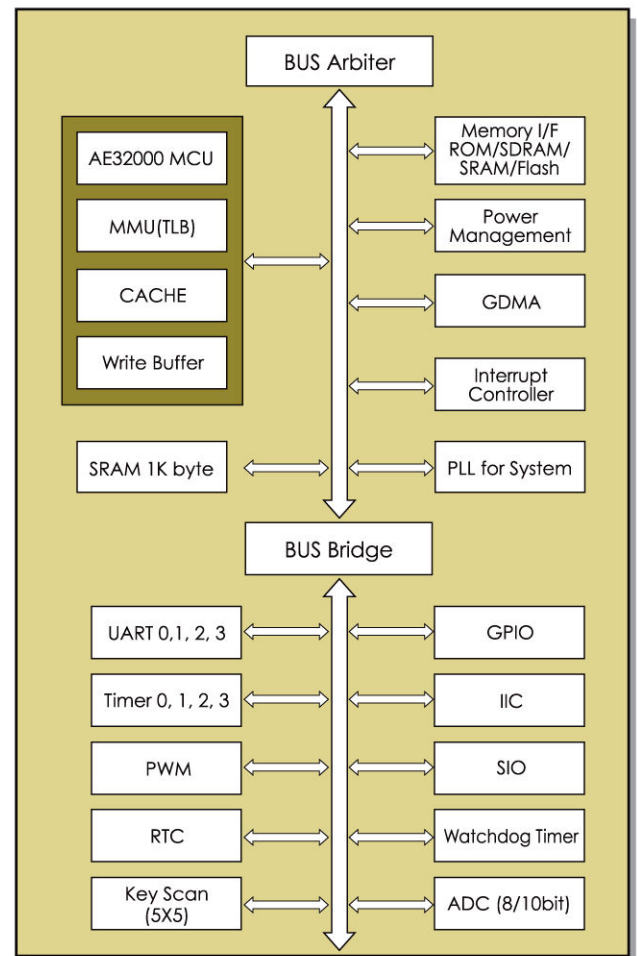 BUS Arbiter
AE32000 MCU
MMU(TLB)
CACHE
Write Buffer
SRAM 1K byte
Memory I/F
ROM/SDRAM/
SRAM/Flash
Power
Management
GDMA
Interrupt
Controller
PLL for System
BUS Bridge
UART 0,1, 2, 3
Timer 0, 1, 2, 3
PWM
RTC
Key Scan
(5X5)
GPIO
IIC
SIO
Watchdog Timer
ADC (8/10bit)